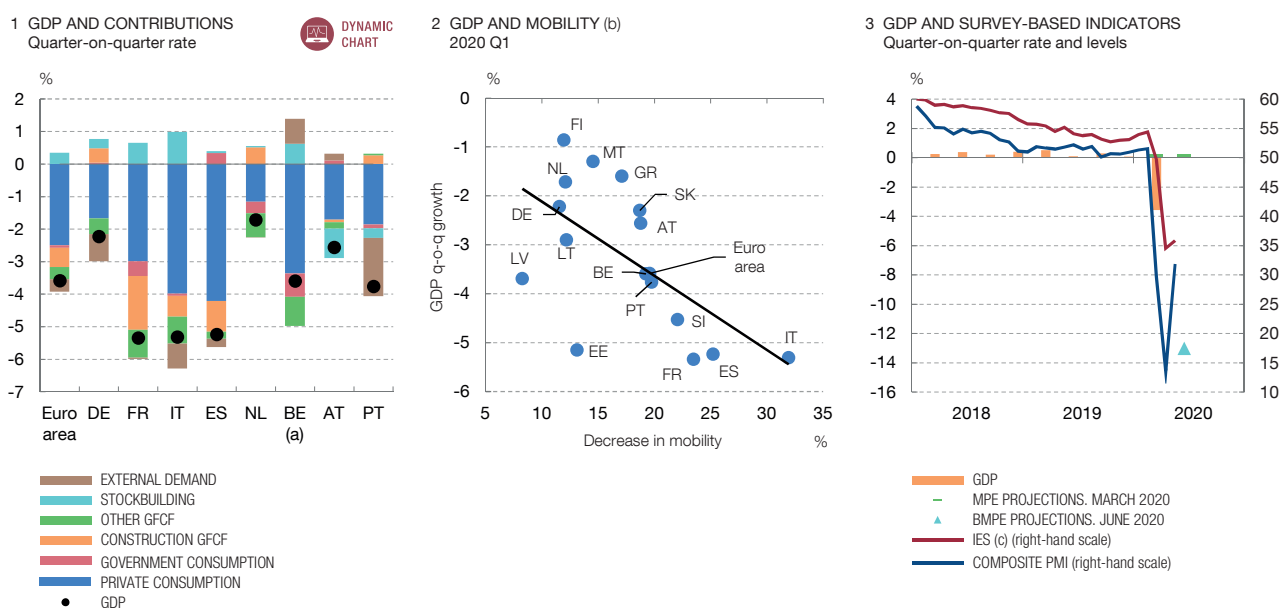 1 GDP AND CONTRIBUTIONS
Quarter-on-quarter rate
DYNAMIC
CHART
%
2
1
0
-1
-2
-3
-4
-5
-6
-7
Euro area
DE
FR
IT
ES
NL
BE (a)
AT
PT
EXTERNAL DEMAND
STOCKBUILDING
OTHER GFCF
CONSTRUCTION GFCF
GOVERNMENT CONSUMPTION
PRIVATE CONSUMPTION
GDP
2 GDP AND MOBILITY (b)
2020 Q1
%
GDP q-o-q growth
0
-1
-2
-3
-4
-5
-6
FI
MT
NL
GR
SK
DE
AT
LT
Euro
area
LV
BE
PT
SI
EE
IT
FR
ES
5 10 15 20 25 30 35
Decrease in mobility %
3 GDP AND SURVEY-BASED INDICATORS
Quarter-on-quarter rate and levels
%
4
2
0
-2
-4
-6
-8
-10
-12
-14
-16
60
55
50
45
40
35
30
25
20
15
10
2018 2019 2020
GDP
MPE PROJECTIONS. MARCH 2020
BMPE PROJECTIONS. JUNE 2020
IES (c) (right-hand scale)
COMPOSITE PMI (right-hand scale)